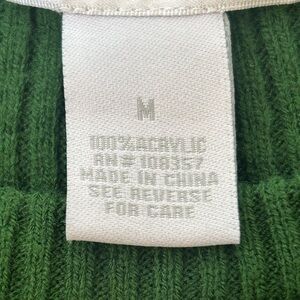 M
100% ACRYLIC
RN# 108357
MADE IN CHINA
SEE REVERSE
FOR CARE